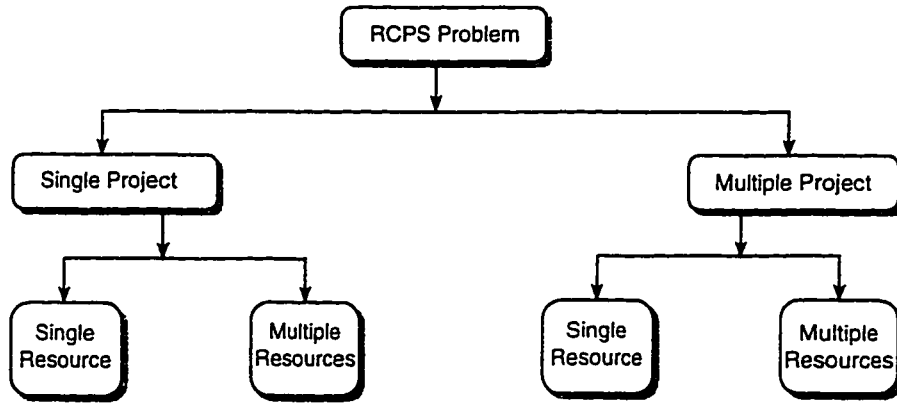 RCPS Problem
Single Project
Multiple Project
Single
Resource
Multiple
Resources
Single
Resource
Multiple
Resources